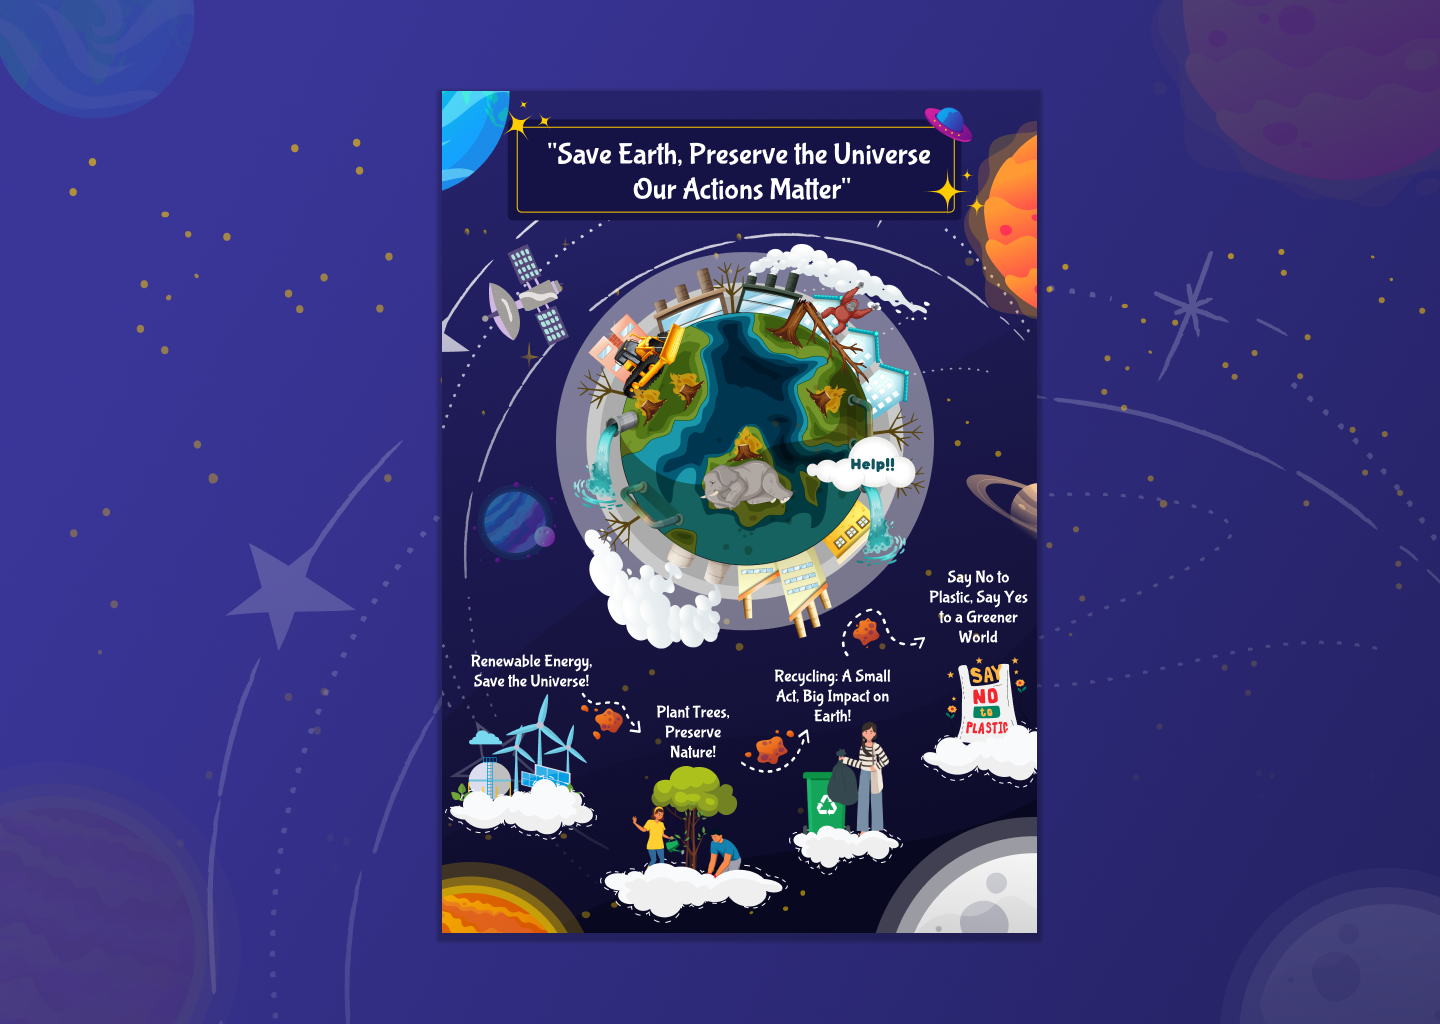 "Save Earth, Preserve the Universe
Our Actions Matter"
Help!!
Say No to
Plastic, Say Yes
to a Greener
World
Renewable Energy,
Save the Universe!
Recycling: A Small
Act, Big Impact on
Earth!
Plant Trees,
Preserve
Nature!
SAY
NO
to
PLASTIC